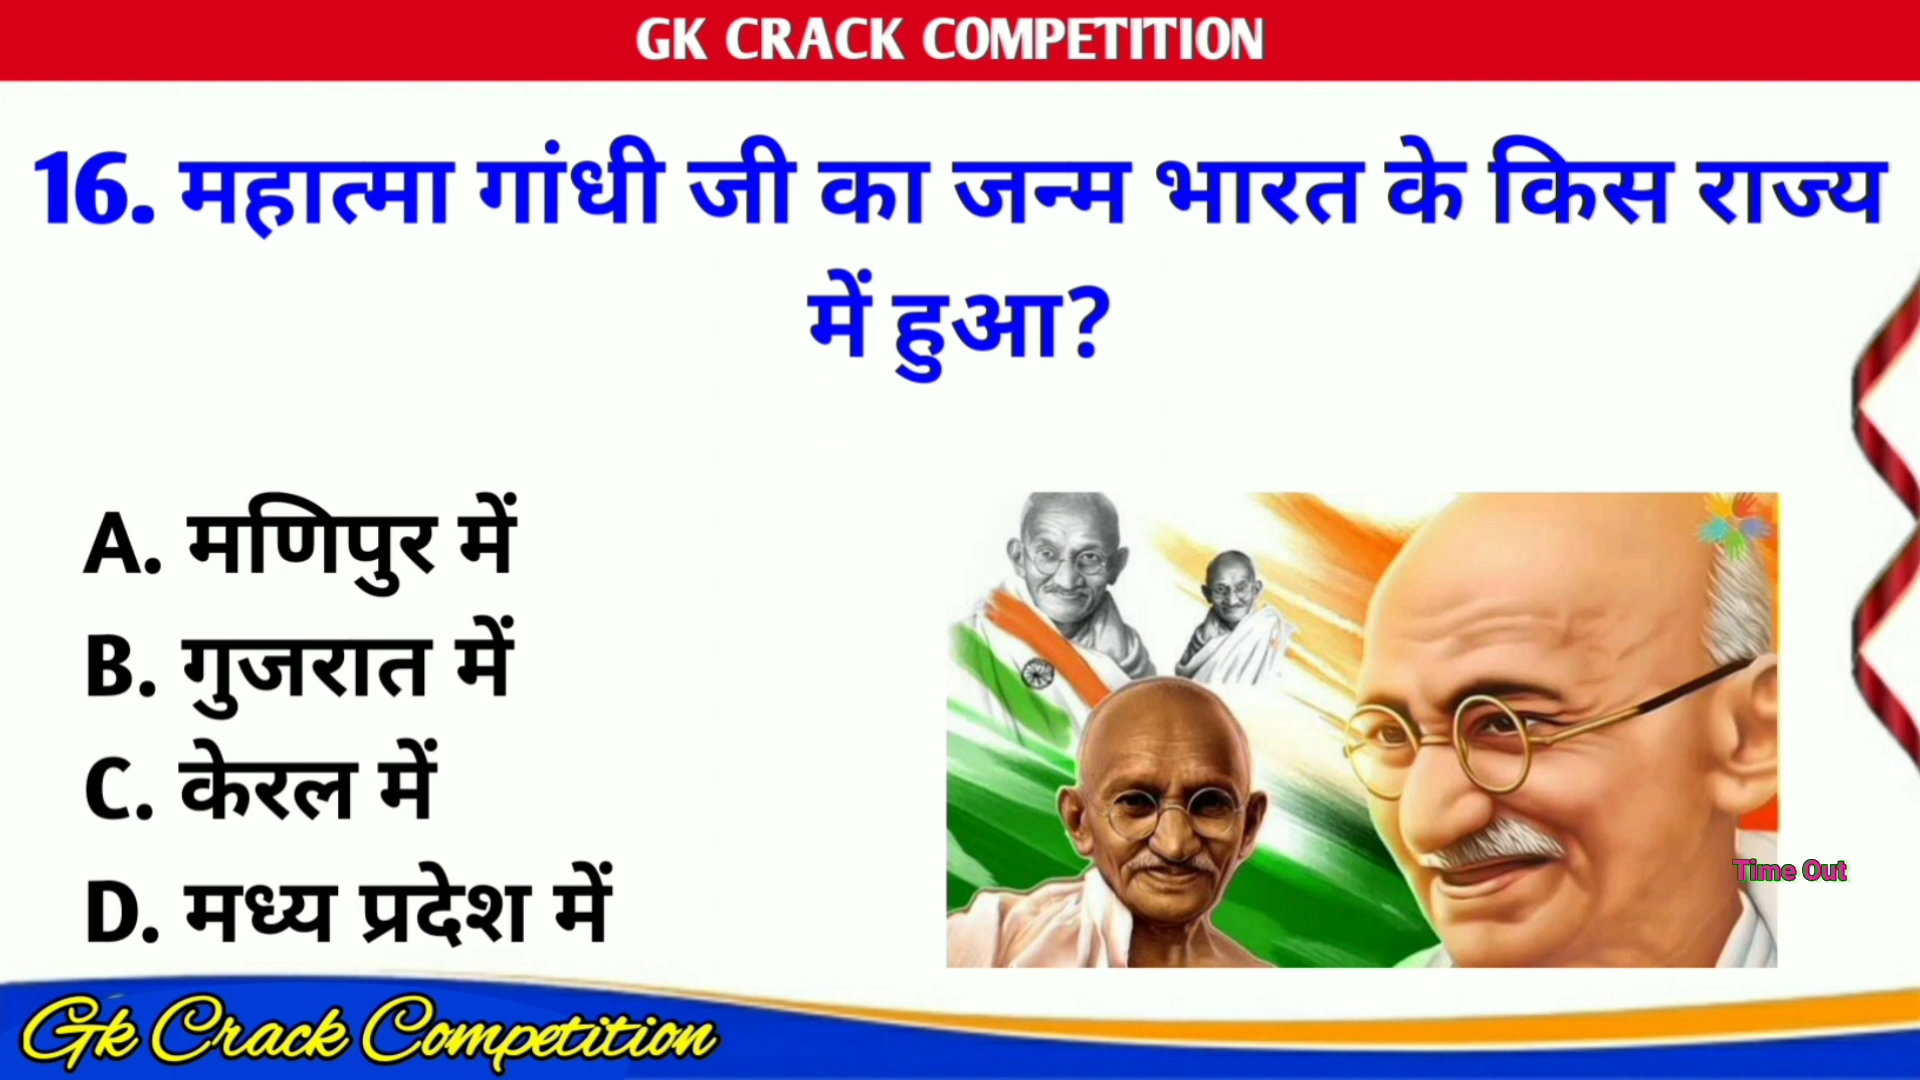 GK CRACK COMPETITION
16. महात्मा गांधी जी का जन्म भारत के किस राज्य
में हुआ?
A. मणिपुर में
B. गुजरात में
C. केरल में
D. मध्य प्रदेश में
Time Out
Gk Crack Competition